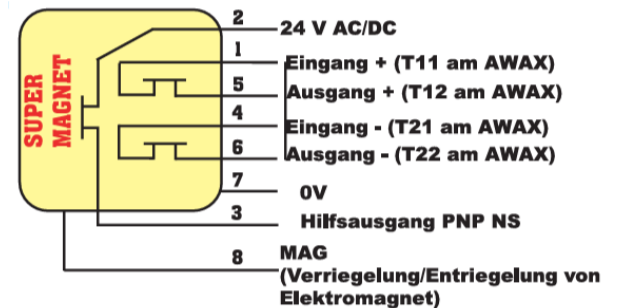 2 24 V AC/DC
1 Eingang + (T11 am AWAX)
5 Ausgang + (T12 am AWAX)
4 Eingang - (T21 am AWAX)
6 Ausgang - (T22 am AWAX)
7 0V
3 Hilfsausgang PNP NS
8 MAG
(Verriegelung/Entriegelung von
Elektromagnet)
SUPER
MAGNET